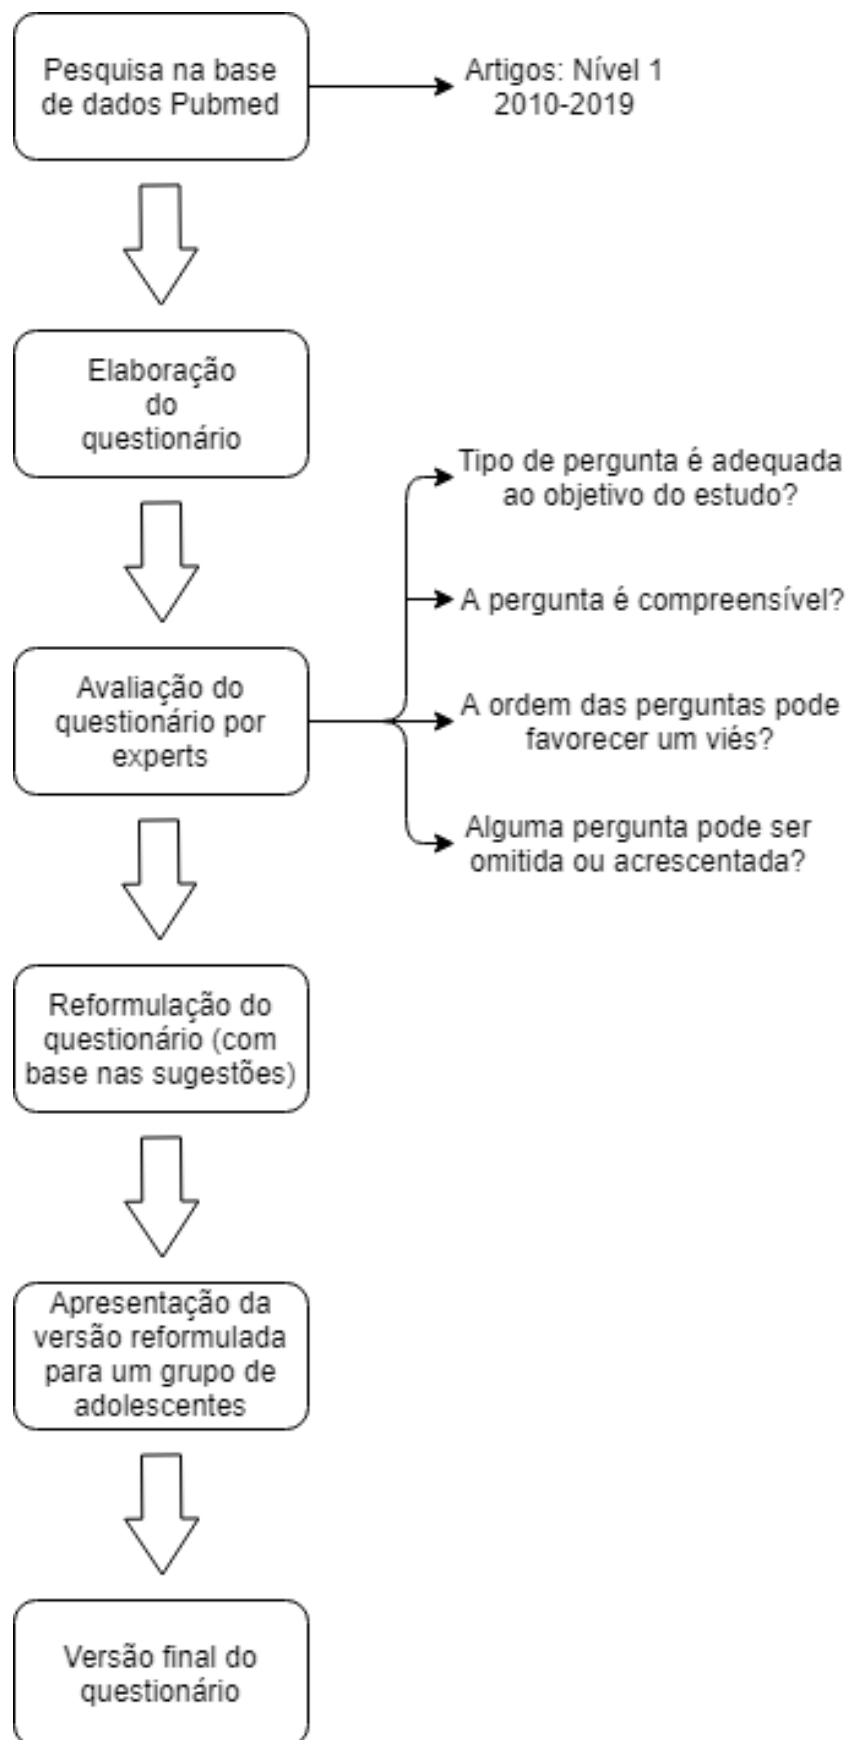 Pesquisa na base
de dados Pubmed
Artigos: Nível 1
2010-2019
Elaboração
do
questionário
Avaliação do
questionário por
experts
Tipo de pergunta é adequada
ao objetivo do estudo?
A pergunta é compreensível?
A ordem das perguntas pode
favorecer um viés?
Alguma pergunta pode ser
omitida ou acrescentada?
Reformulação do
questionário (com
base nas sugestões)
Apresentação da
versão reformulada
para um grupo de
adolescentes
Versão final do
questionário